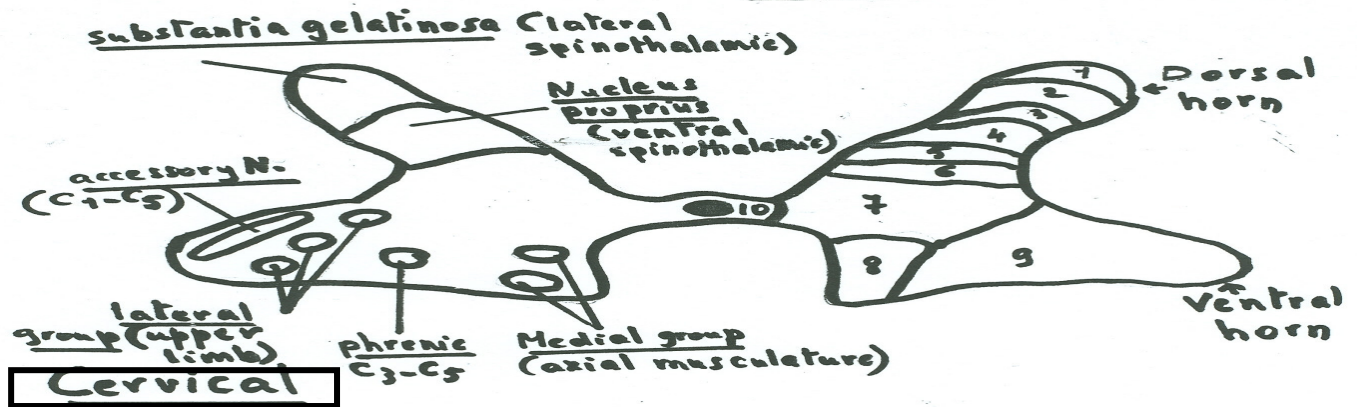 substantia gelatinosa (lateral
spinothalamic)
Nucleus
proprius
(ventral
spinothalamic)
accessory N.
(C1-C5)
lateral
group (upper
limb)
phrenic
C3-C5
Medial group
(axial musculature)
Cervical
1
2
3
4
5
6
7
8
9
10
Dorsal
horn
Ventral
horn